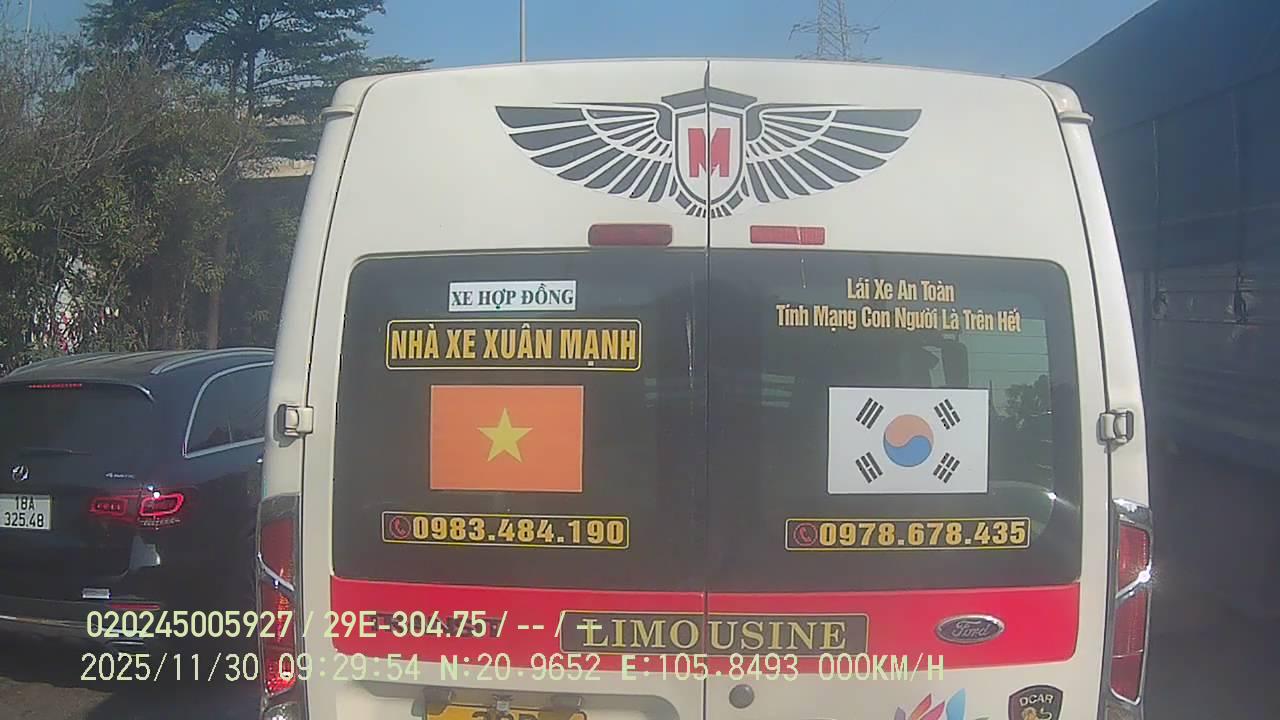 M
XE HỢP ĐỒNG
NHÀ XE XUÂN MẠNH
Lái Xe An Toàn
Tính Mạng Con Người Là Trên Hết
4MATIC
18A
325.48
0983.484.190
0978.678.435
LIMOUSINE
Ford
DCAR
020245005927 / 29E-304.75 / -- / --
2025/11/30 09:29:54 N:20.9652 E:105.8493 000KM/H